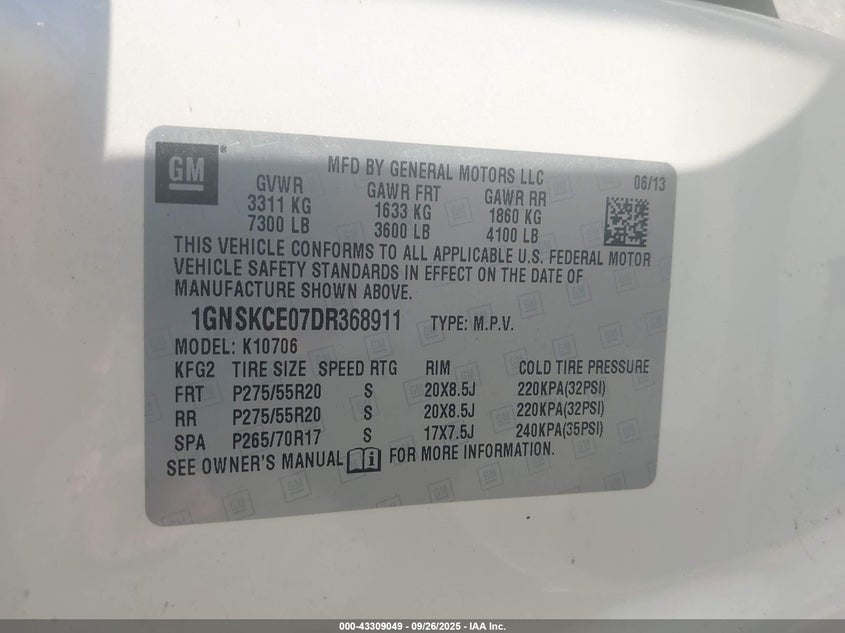 GM
MFD BY GENERAL MOTORS LLC
06/13
GVWR GAWR FRT GAWR RR
3311 KG 1633 KG 1860 KG
7300 LB 3600 LB 4100 LB
THIS VEHICLE CONFORMS TO ALL APPLICABLE U.S. FEDERAL MOTOR
VEHICLE SAFETY STANDARDS IN EFFECT ON THE DATE OF
MANUFACTURE SHOWN ABOVE.
1GNSKCE07DR368911 TYPE: M.P.V.
MODEL: K10706
KFG2 TIRE SIZE SPEED RTG RIM COLD TIRE PRESSURE
FRT P275/55R20 S 20X8.5J 220KPA(32PSI)
RR P275/55R20 S 20X8.5J 220KPA(32PSI)
SPA P265/70R17 S 17X7.5J 240KPA(35PSI)
SEE OWNER'S MANUAL i FOR MORE INFORMATION.
000-43309049 - 09/26/2025 - IAA Inc.